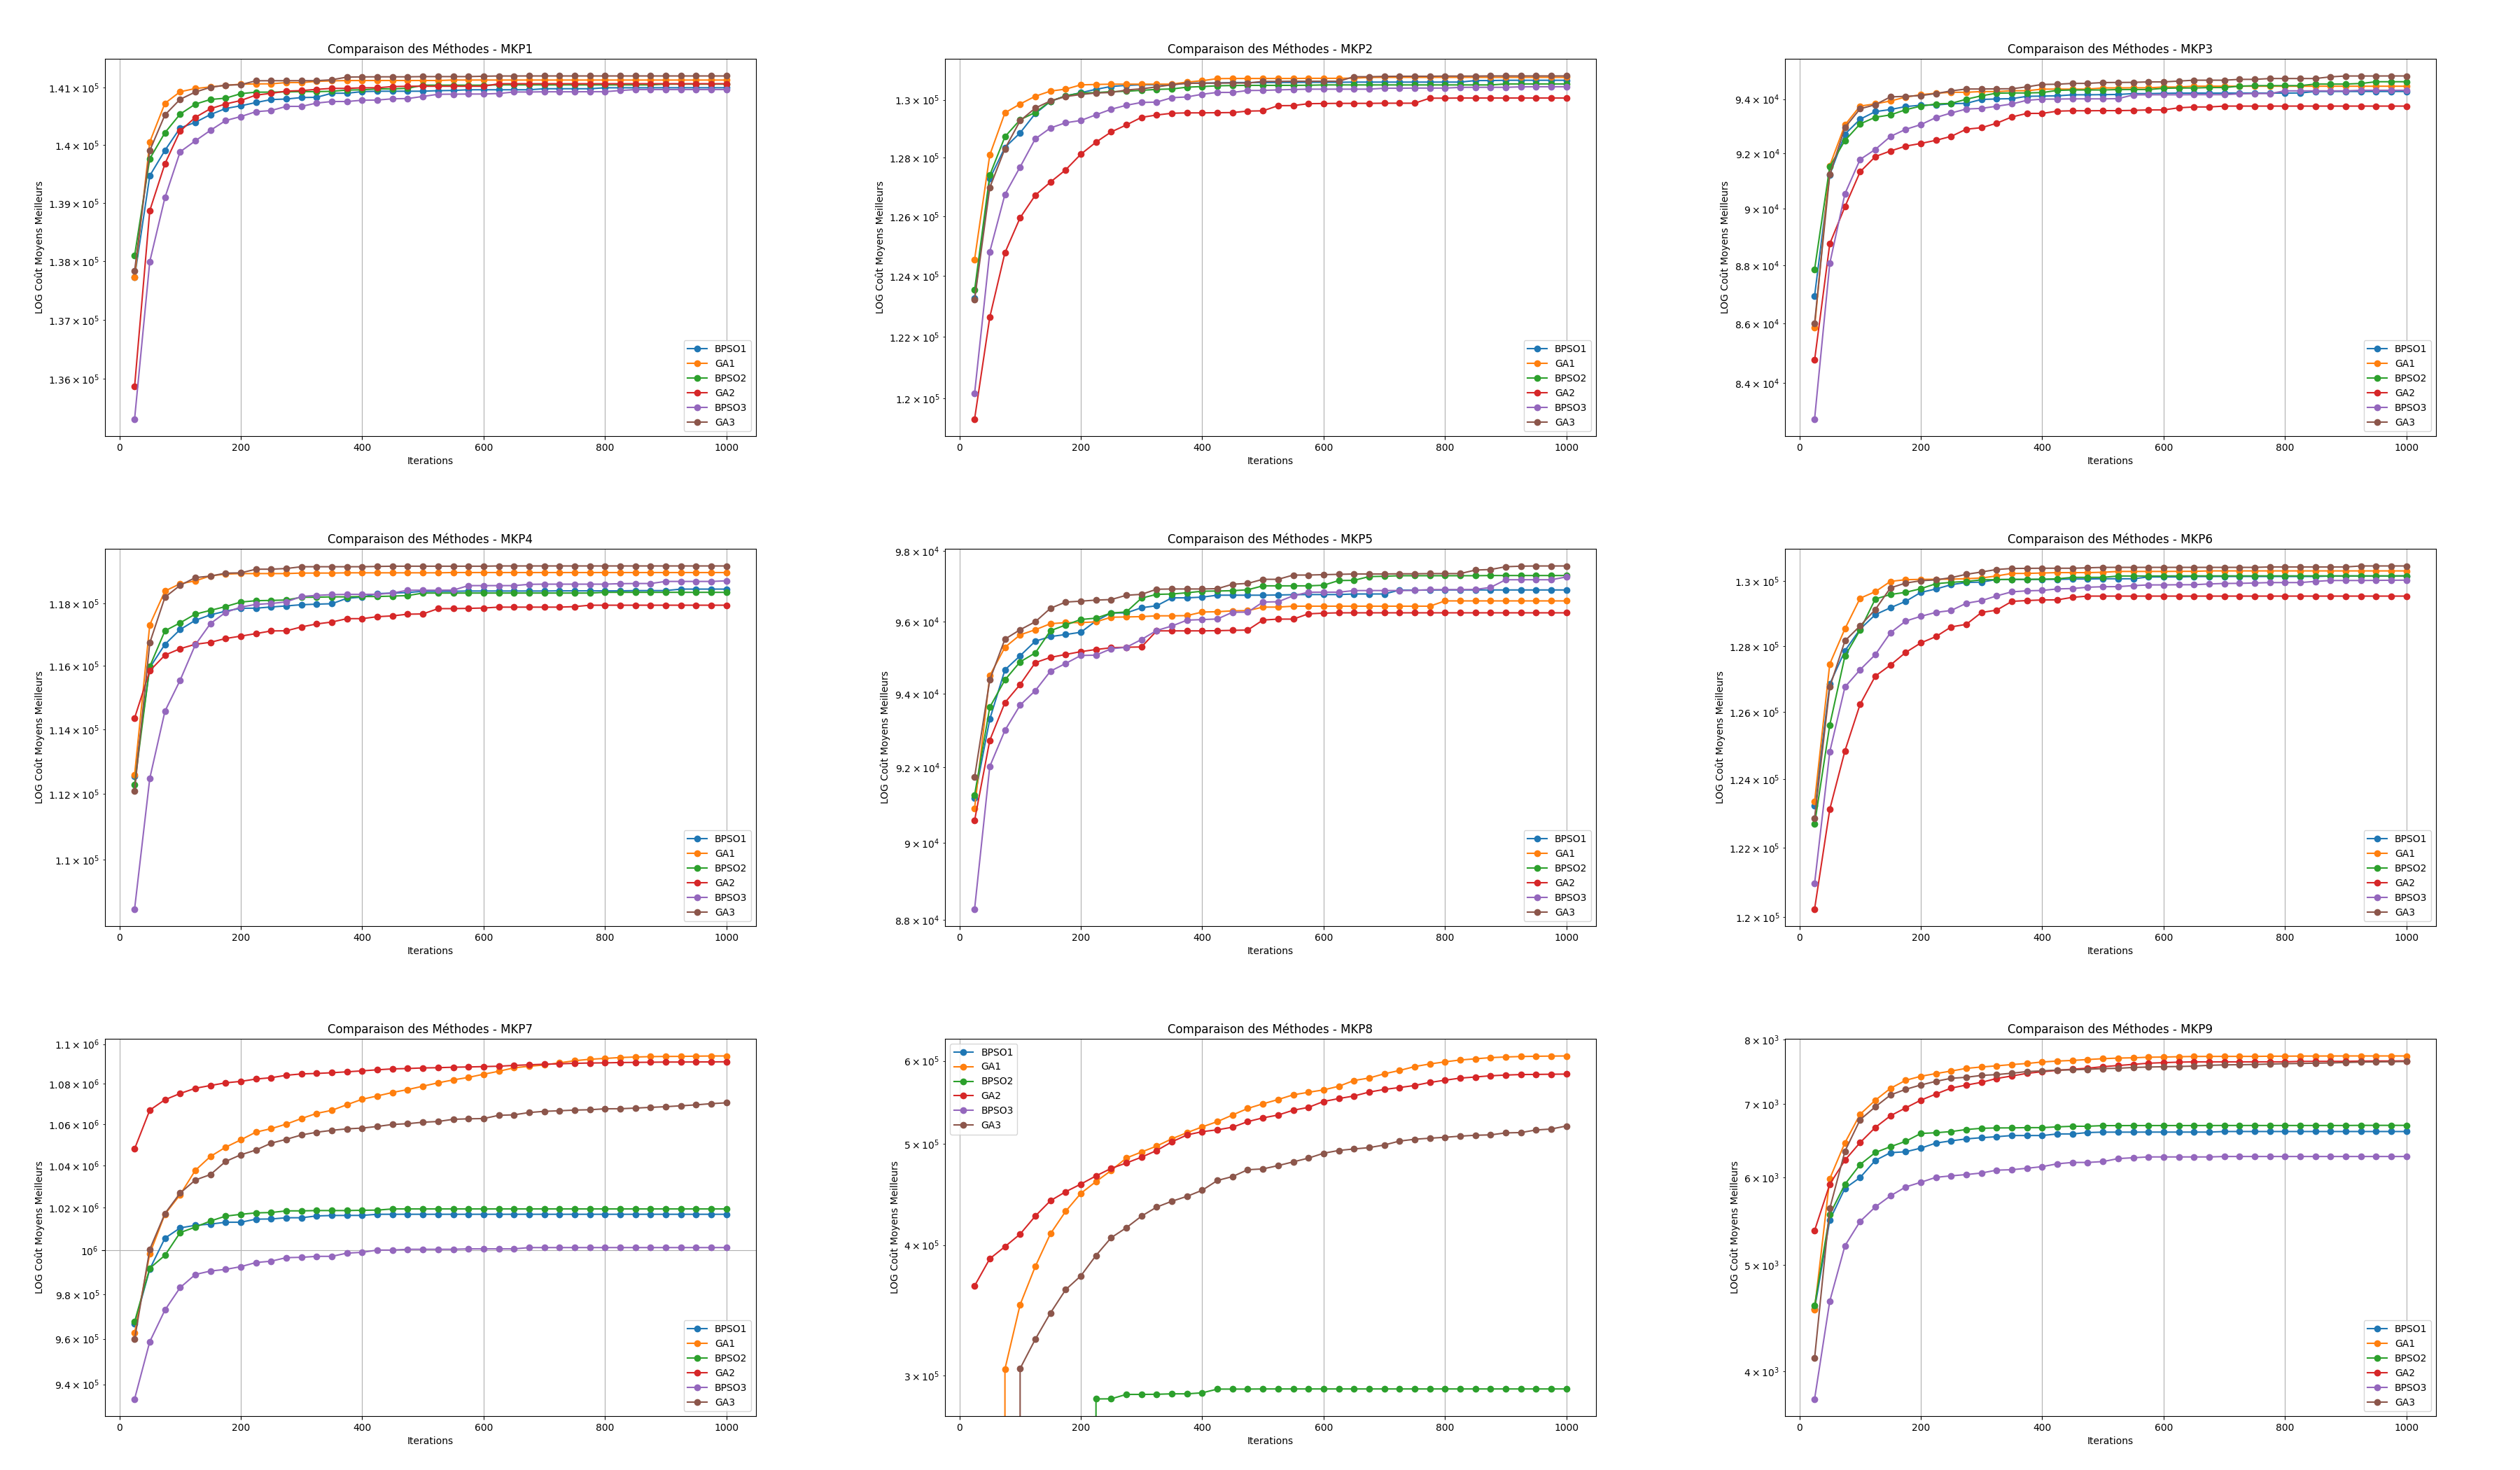 Comparaison des Méthodes - MKP1
LOG Coût Moyens Meilleurs
1.41 × 10^5
1.4 × 10^5
1.39 × 10^5
1.38 × 10^5
1.37 × 10^5
1.36 × 10^5
0 200 400 600 800 1000
Iterations
BPSO1
GA1
BPSO2
GA2
BPSO3
GA3
Comparaison des Méthodes - MKP2
LOG Coût Moyens Meilleurs
1.3 × 10^5
1.28 × 10^5
1.26 × 10^5
1.24 × 10^5
1.22 × 10^5
1.2 × 10^5
0 200 400 600 800 1000
Iterations
BPSO1
GA1
BPSO2
GA2
BPSO3
GA3
Comparaison des Méthodes - MKP3
LOG Coût Moyens Meilleurs
9.4 × 10^4
9.2 × 10^4
9 × 10^4
8.8 × 10^4
8.6 × 10^4
8.4 × 10^4
0 200 400 600 800 1000
Iterations
BPSO1
GA1
BPSO2
GA2
BPSO3
GA3
Comparaison des Méthodes - MKP4
LOG Coût Moyens Meilleurs
1.18 × 10^5
1.16 × 10^5
1.14 × 10^5
1.12 × 10^5
1.1 × 10^5
0 200 400 600 800 1000
Iterations
BPSO1
GA1
BPSO2
GA2
BPSO3
GA3
Comparaison des Méthodes - MKP5
LOG Coût Moyens Meilleurs
9.8 × 10^4
9.6 × 10^4
9.4 × 10^4
9.2 × 10^4
9 × 10^4
8.8 × 10^4
0 200 400 600 800 1000
Iterations
BPSO1
GA1
BPSO2
GA2
BPSO3
GA3
Comparaison des Méthodes - MKP6
LOG Coût Moyens Meilleurs
1.3 × 10^5
1.28 × 10^5
1.26 × 10^5
1.24 × 10^5
1.22 × 10^5
1.2 × 10^5
0 200 400 600 800 1000
Iterations
BPSO1
GA1
BPSO2
GA2
BPSO3
GA3
Comparaison des Méthodes - MKP7
LOG Coût Moyens Meilleurs
1.1 × 10^6
1.08 × 10^6
1.06 × 10^6
1.04 × 10^6
1.02 × 10^6
10^6
9.8 × 10^5
9.6 × 10^5
9.4 × 10^5
0 200 400 600 800 1000
Iterations
BPSO1
GA1
BPSO2
GA2
BPSO3
GA3
Comparaison des Méthodes - MKP8
LOG Coût Moyens Meilleurs
6 × 10^5
5 × 10^5
4 × 10^5
3 × 10^5
0 200 400 600 800 1000
Iterations
BPSO1
GA1
BPSO2
GA2
BPSO3
GA3
Comparaison des Méthodes - MKP9
LOG Coût Moyens Meilleurs
8 × 10^3
7 × 10^3
6 × 10^3
5 × 10^3
4 × 10^3
0 200 400 600 800 1000
Iterations
BPSO1
GA1
BPSO2
GA2
BPSO3
GA3